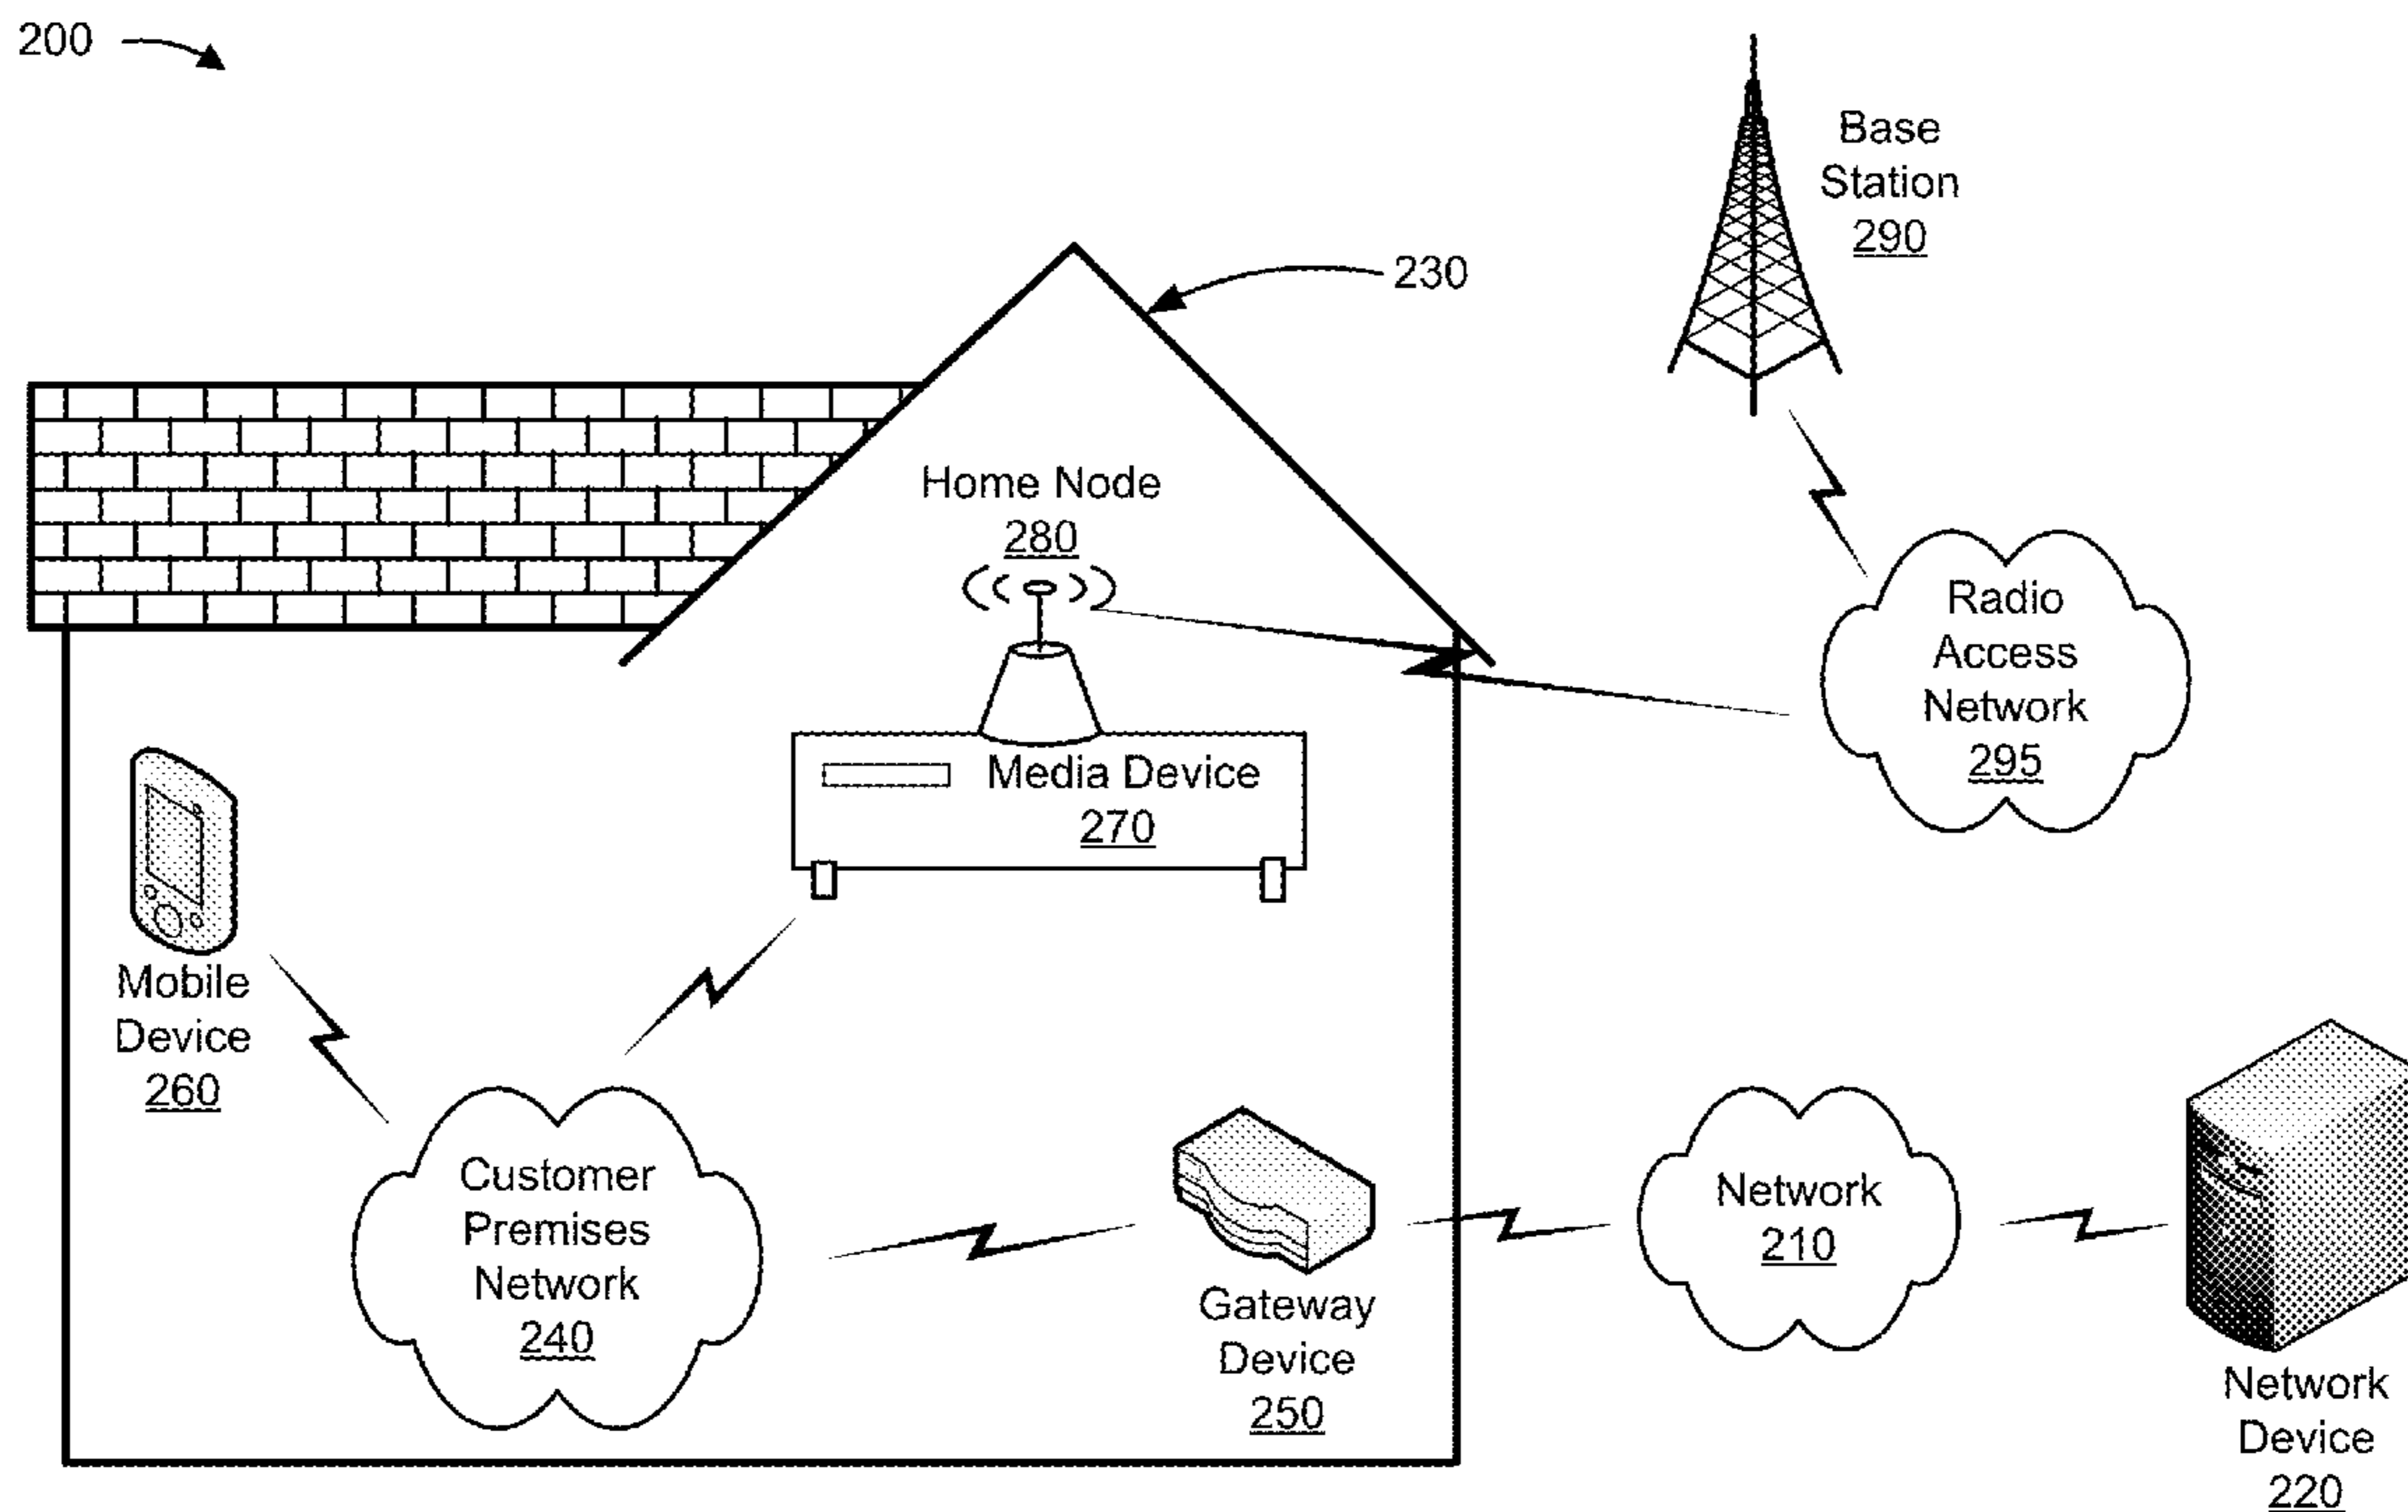 200
Base
Station
290
230
Home Node
280
Radio
Access
Network
295
Media Device
270
Mobile
Device
260
Customer
Premises
Network
240
Gateway
Device
250
Network
210
Network
Device
220